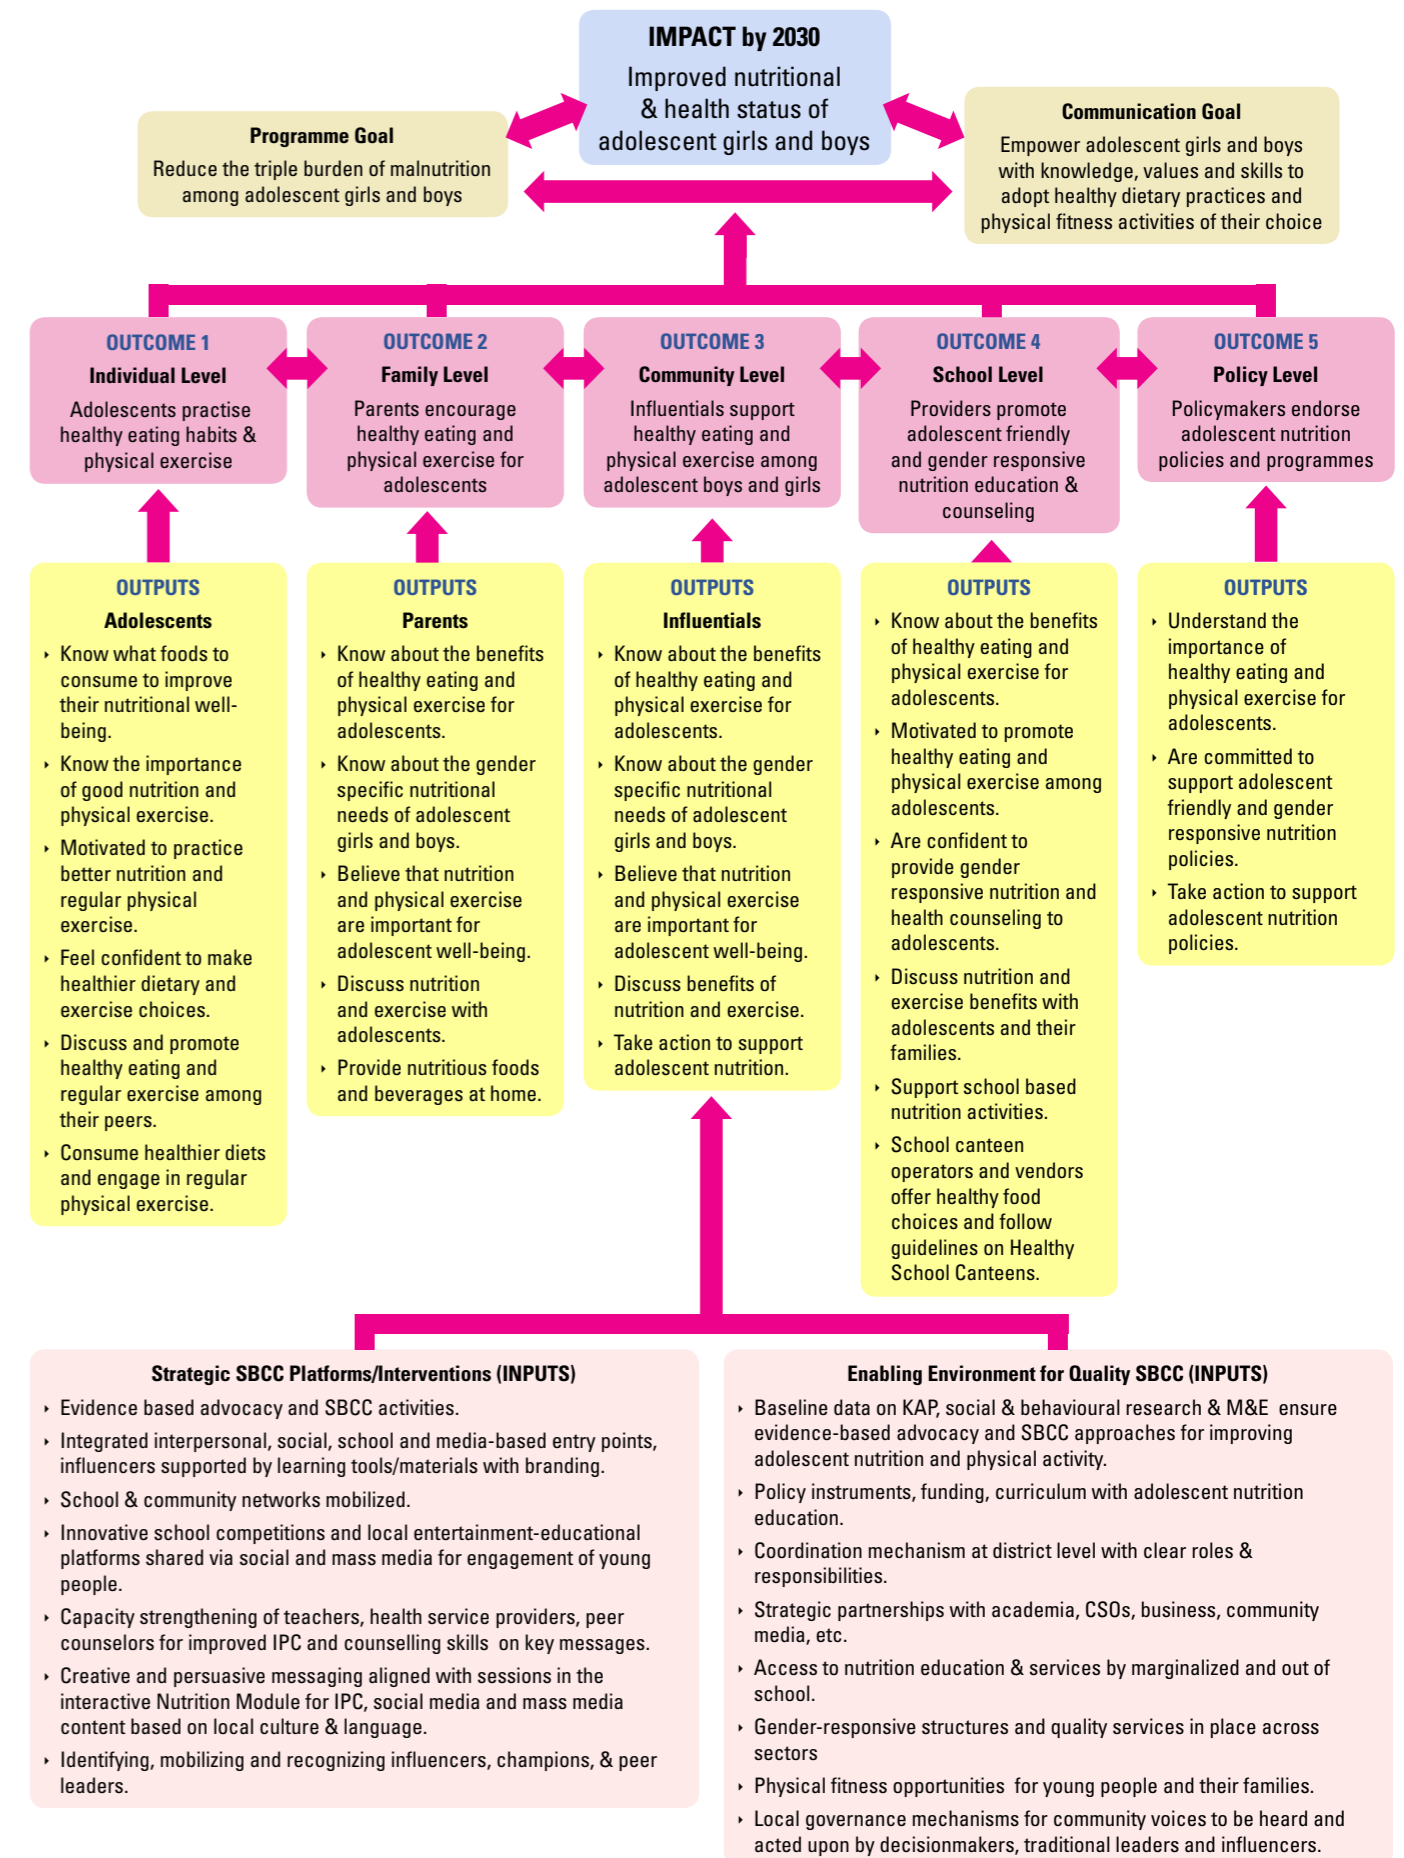 IMPACT by 2030
Improved nutritional
& health status of
adolescent girls and boys
Programme Goal
Reduce the triple burden of malnutrition
among adolescent girls and boys
Communication Goal
Empower adolescent girls and boys
with knowledge, values and skills to
adopt healthy dietary practices and
physical fitness activities of their choice
OUTCOME 1
Individual Level
Adolescents practise
healthy eating habits &
physical exercise
OUTCOME 2
Family Level
Parents encourage
healthy eating and
physical exercise for
adolescents
OUTCOME 3
Community Level
Influentials support
healthy eating and
physical exercise among
adolescent boys and girls
OUTCOME 4
School Level
Providers promote
adolescent friendly
and gender responsive
nutrition education &
counseling
OUTCOME 5
Policy Level
Policymakers endorse
adolescent nutrition
policies and programmes
OUTPUTS
Adolescents
‣ Know what foods to
consume to improve
their nutritional well-
being.
‣ Know the importance
of good nutrition and
physical exercise.
‣ Motivated to practice
better nutrition and
regular physical
exercise.
‣ Feel confident to make
healthier dietary and
exercise choices.
‣ Discuss and promote
healthy eating and
regular exercise among
their peers.
‣ Consume healthier diets
and engage in regular
physical exercise.
OUTPUTS
Parents
‣ Know about the benefits
of healthy eating and
physical exercise for
adolescents.
‣ Know about the gender
specific nutritional
needs of adolescent
girls and boys.
‣ Believe that nutrition
and physical exercise
are important for
adolescent well-being.
‣ Discuss nutrition
and exercise with
adolescents.
‣ Provide nutritious foods
and beverages at home.
OUTPUTS
Influentials
‣ Know about the benefits
of healthy eating and
physical exercise for
adolescents.
‣ Know about the gender
specific nutritional
needs of adolescent
girls and boys.
‣ Believe that nutrition
and physical exercise
are important for
adolescent well-being.
‣ Discuss benefits of
nutrition and exercise.
‣ Take action to support
adolescent nutrition.
OUTPUTS
‣ Know about the benefits
of healthy eating and
physical exercise for
adolescents.
‣ Motivated to promote
healthy eating and
physical exercise among
adolescents.
‣ Are confident to
provide gender
responsive nutrition and
health counseling to
adolescents.
‣ Discuss nutrition and
exercise benefits with
adolescents and their
families.
‣ Support school based
nutrition activities.
‣ School canteen
operators and vendors
offer healthy food
choices and follow
guidelines on Healthy
School Canteens.
OUTPUTS
‣ Understand the
importance of
healthy eating and
physical exercise for
adolescents.
‣ Are committed to
support adolescent
friendly and gender
responsive nutrition
policies.
‣ Take action to support
adolescent nutrition
policies.
Strategic SBCC Platforms/Interventions (INPUTS)
‣ Evidence based advocacy and SBCC activities.
‣ Integrated interpersonal, social, school and media-based entry points,
influencers supported by learning tools/materials with branding.
‣ School & community networks mobilized.
‣ Innovative school competitions and local entertainment-educational
platforms shared via social and mass media for engagement of young
people.
‣ Capacity strengthening of teachers, health service providers, peer
counselors for improved IPC and counselling skills on key messages.
‣ Creative and persuasive messaging aligned with sessions in the
interactive Nutrition Module for IPC, social media and mass media
content based on local culture & language.
‣ Identifying, mobilizing and recognizing influencers, champions, & peer
leaders.
Enabling Environment for Quality SBCC (INPUTS)
‣ Baseline data on KAP, social & behavioural research & M&E ensure
evidence-based advocacy and SBCC approaches for improving
adolescent nutrition and physical activity.
‣ Policy instruments, funding, curriculum with adolescent nutrition
education.
‣ Coordination mechanism at district level with clear roles &
responsibilities.
‣ Strategic partnerships with academia, CSOs, business, community
media, etc.
‣ Access to nutrition education & services by marginalized and out of
school.
‣ Gender-responsive structures and quality services in place across
sectors
‣ Physical fitness opportunities for young people and their families.
‣ Local governance mechanisms for community voices to be heard and
acted upon by decisionmakers, traditional leaders and influencers.